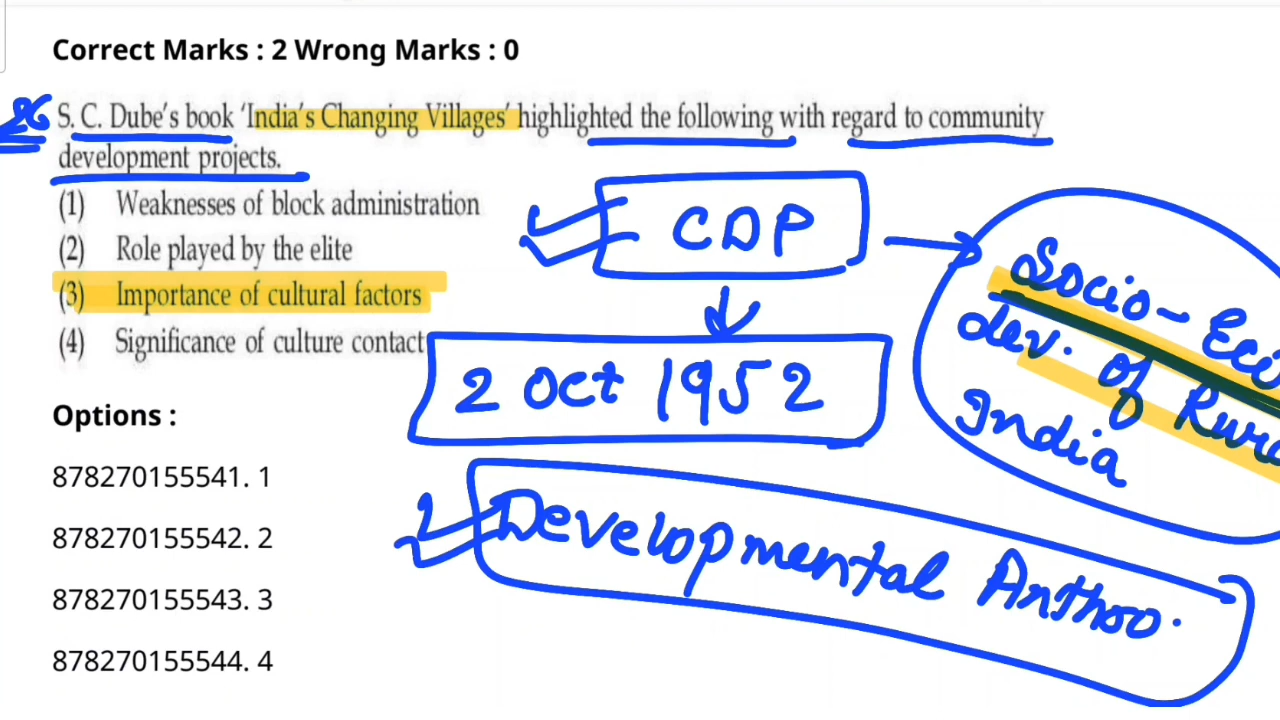 Correct Marks : 2 Wrong Marks : 0
S. C. Dube's book 'India's Changing Villages' highlighted the following with regard to community
development projects.
(1) Weaknesses of block administration
(2) Role played by the elite
(3) Importance of cultural factors
(4) Significance of culture contact
CDP
2 Oct 1952
Socio-Eco
dev. of Rura
India
Developmental Anthro.
Options :
878270155541. 1
878270155542. 2
878270155543. 3
878270155544. 4